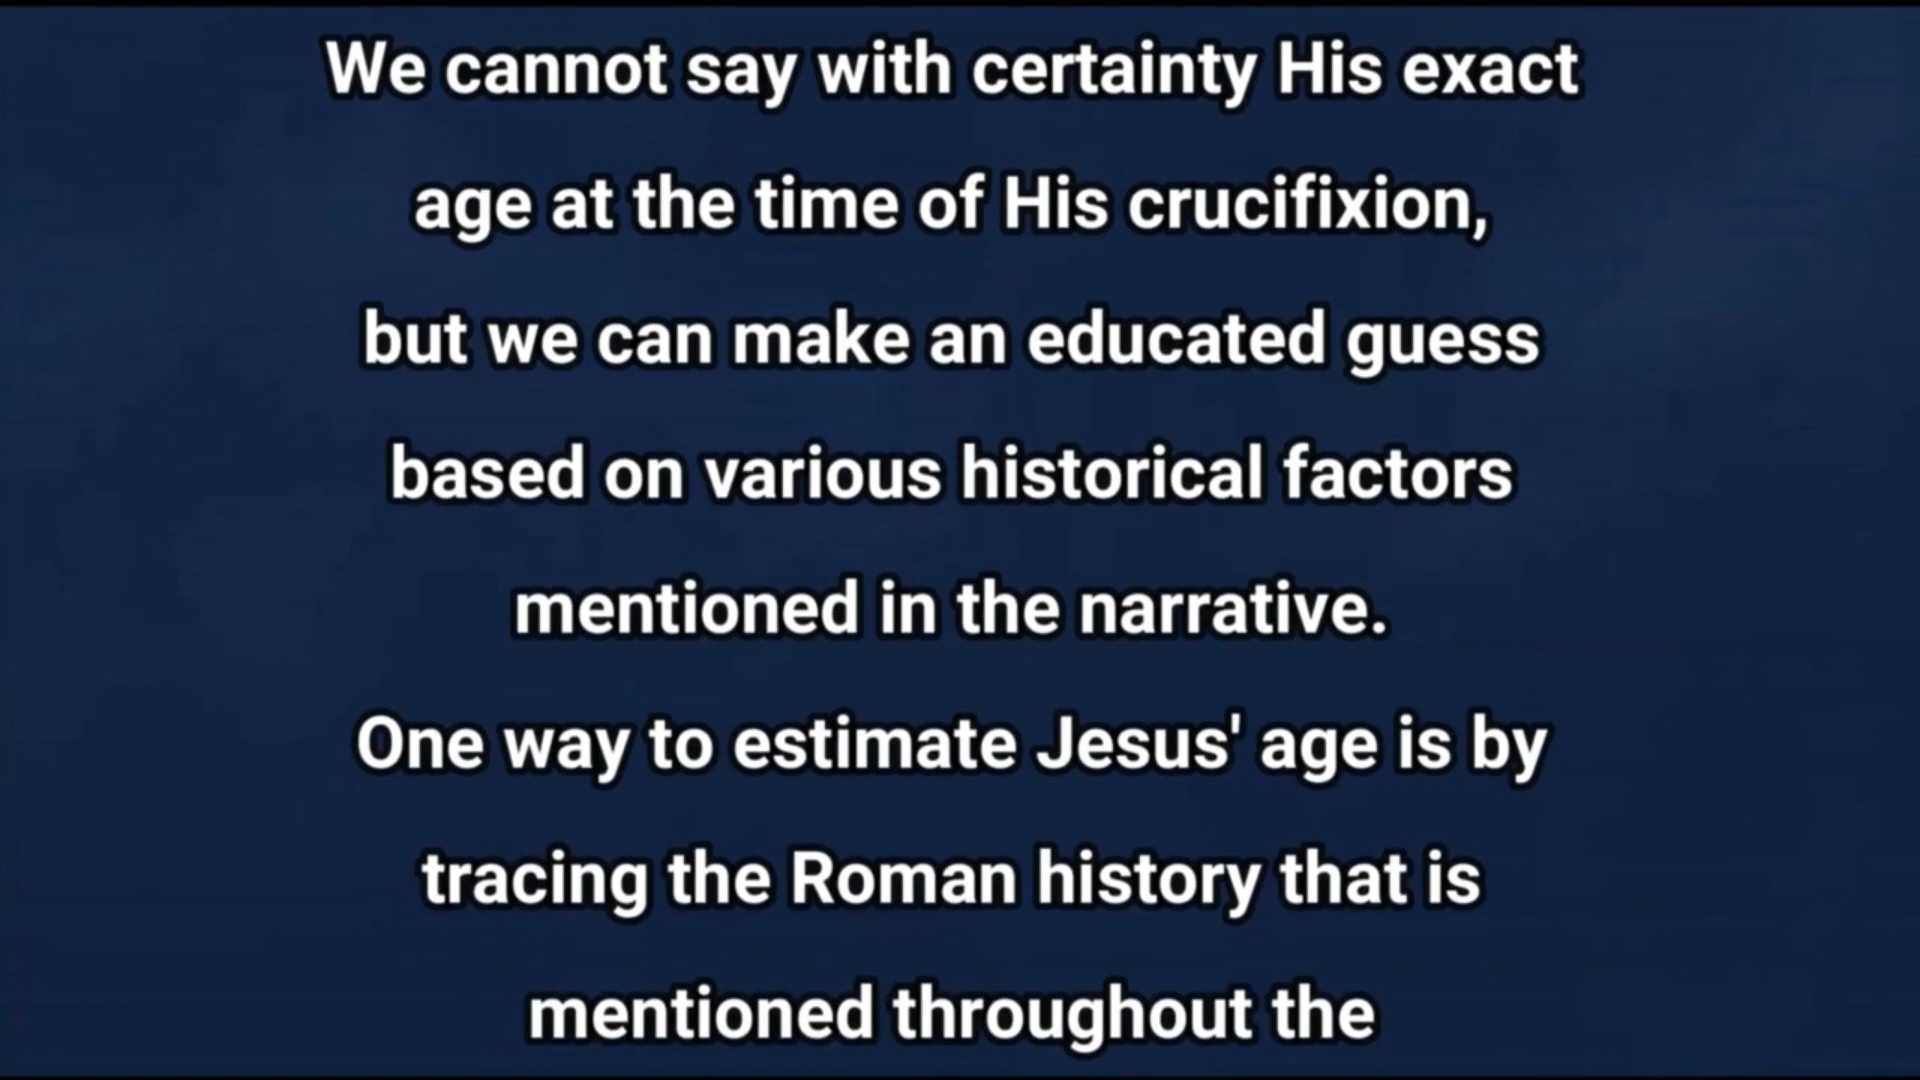 We cannot say with certainty His exact
age at the time of His crucifixion,
but we can make an educated guess
based on various historical factors
mentioned in the narrative.
One way to estimate Jesus' age is by
tracing the Roman history that is
mentioned throughout the